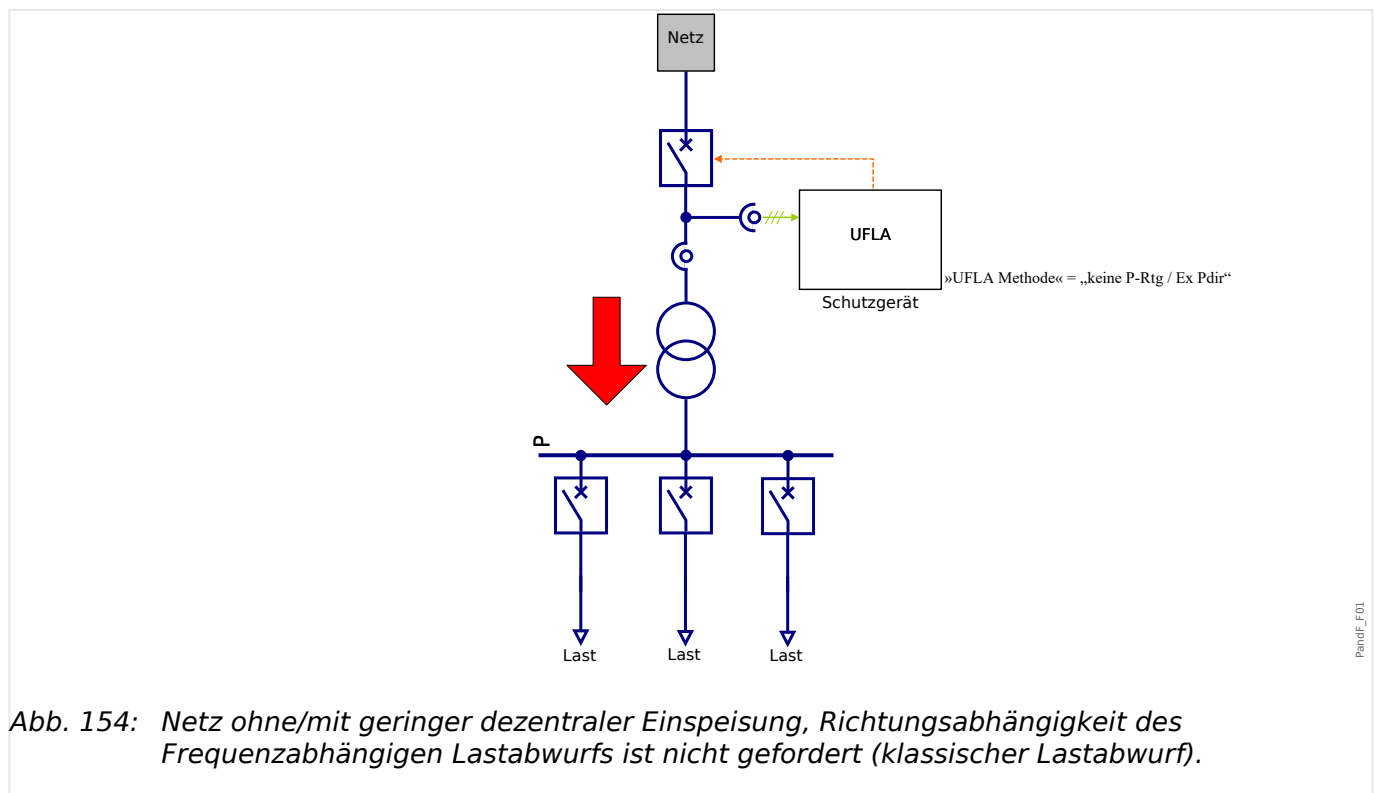 Netz
UFLA
»UFLA Methode« = „keine P-Rtg / Ex Pdir“
Schutzgerät
P
Last
Last
Last
PandF_F01
Abb. 154: Netz ohne/mit geringer dezentraler Einspeisung, Richtungsabhängigkeit des
Frequenzabhängigen Lastabwurfs ist nicht gefordert (klassischer Lastabwurf).